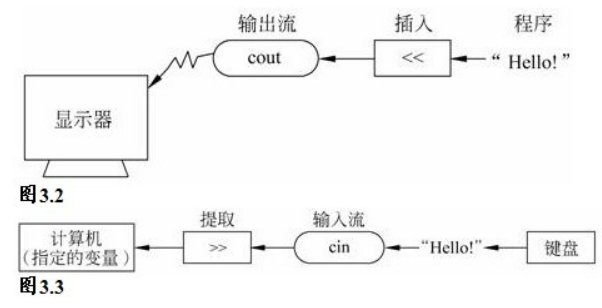 输出流 插入 程序
cout << “Hello!”
显示器
图3.2
提取 输入流
计算机 >> cin “Hello!” 键盘
(指定的变量)
图3.3